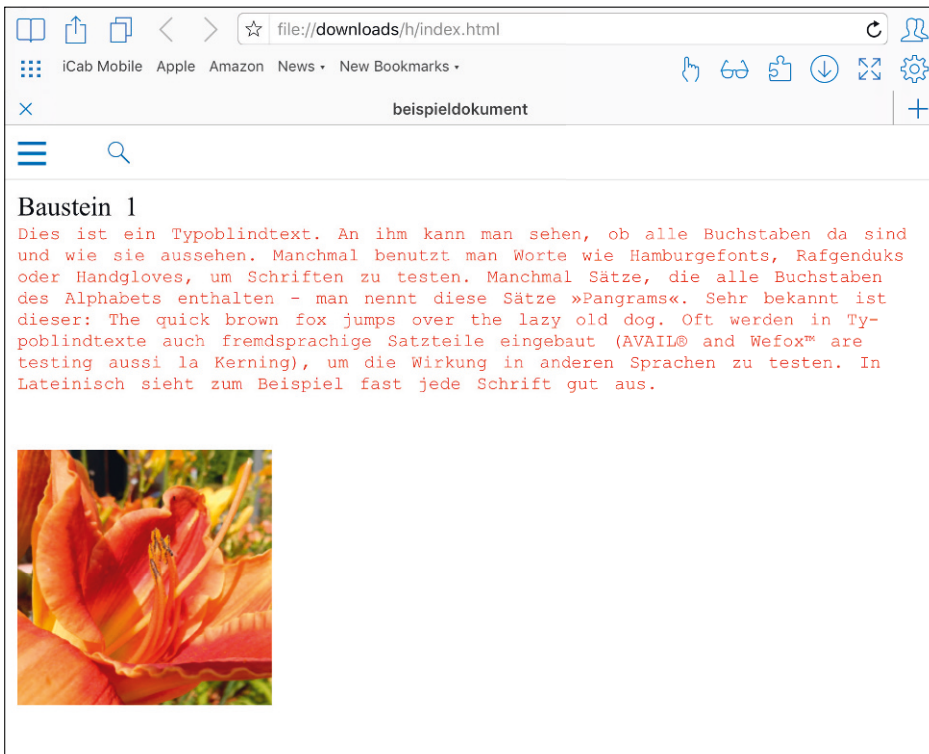 file://downloads/h/index.html
iCab Mobile Apple Amazon News New Bookmarks
beispieldokument
Baustein 1
Dies ist ein Typoblindtext. An ihm kann man sehen, ob alle Buchstaben da sind
und wie sie aussehen. Manchmal benutzt man Worte wie Hamburgefonts, Rafgenduks
oder Handgloves, um Schriften zu testen. Manchmal Sätze, die alle Buchstaben
des Alphabets enthalten – man nennt diese Sätze »Pangrams«. Sehr bekannt ist
dieser: The quick brown fox jumps over the lazy old dog. Oft werden in Ty-
poblindtexte auch fremdsprachige Satzteile eingebaut (AVAIL® and Wefox™ are
testing aussi la Kerning), um die Wirkung in anderen Sprachen zu testen. In
Lateinisch sieht zum Beispiel fast jede Schrift gut aus.